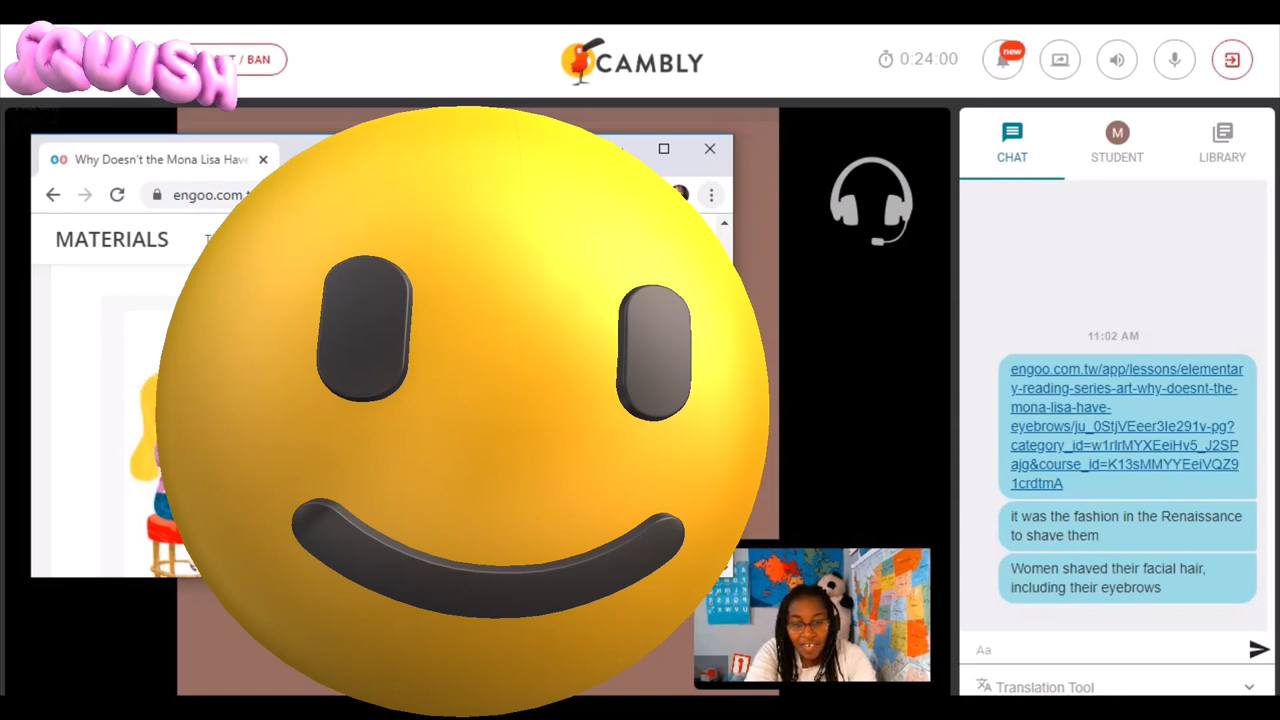 SQUISH
T / BAN
CAMBLY
0:24:00
new
Why Doesn't the Mona Lisa Have
engoo.com.t
MATERIALS
CHAT
M
STUDENT
LIBRARY
11:02 AM
engoo.com.tw/app/lessons/elementar
y-reading-series-art-why-doesnt-the-
mona-lisa-have-
eyebrows/ju_0StjVEeer3Ie291v-pg?
category_id=w1rlrMYXEeiHv5_J2SP
ajg&course_id=K13sMMYYEeiVQZ9
1crdtmA
it was the fashion in the Renaissance
to shave them
Women shaved their facial hair,
including their eyebrows
Aa
Translation Tool